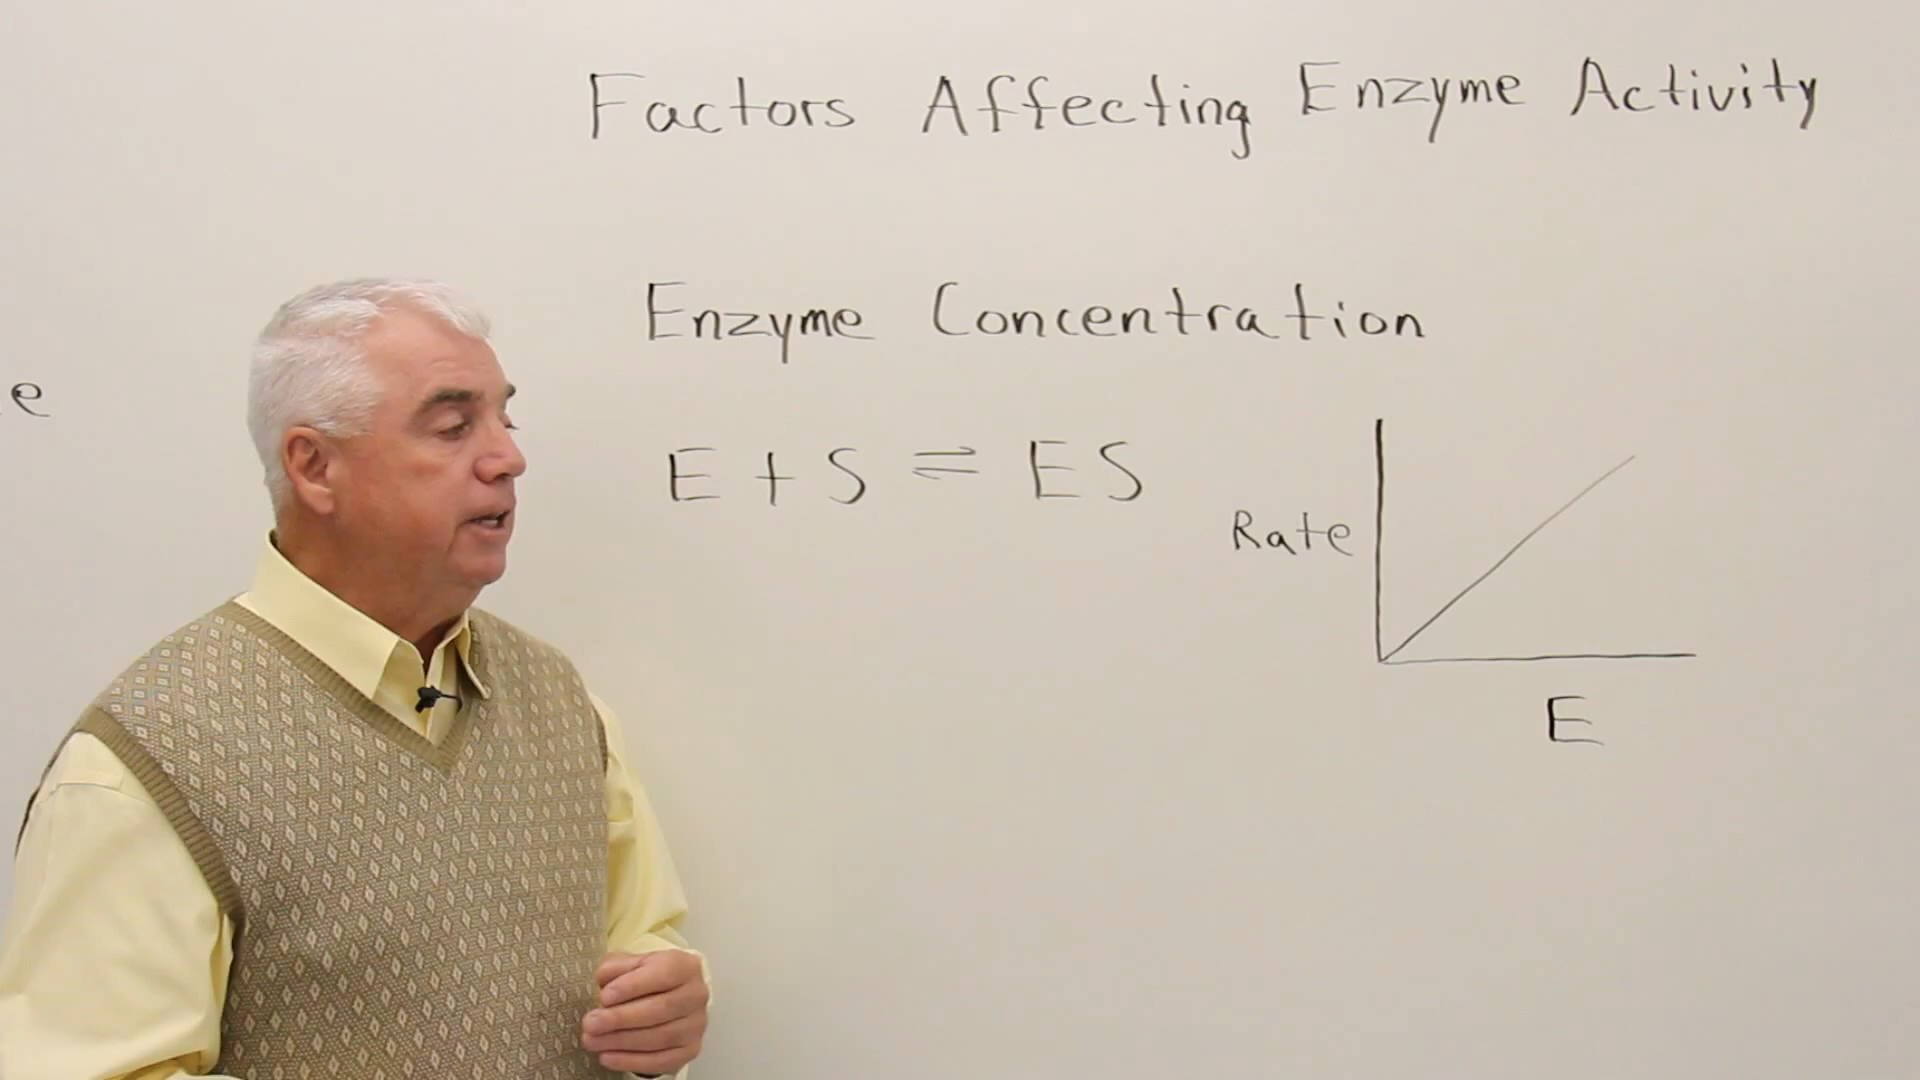 Factors Affecting Enzyme Activity
Enzyme Concentration
e
E + S ⇌ ES
Rate
E